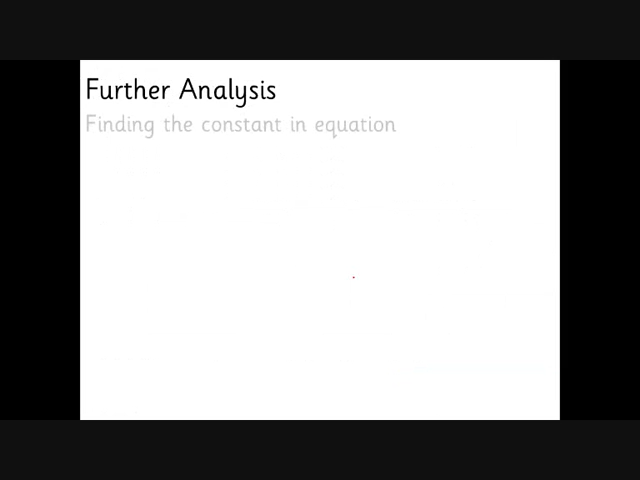 Further Analysis
Finding the constant in equation